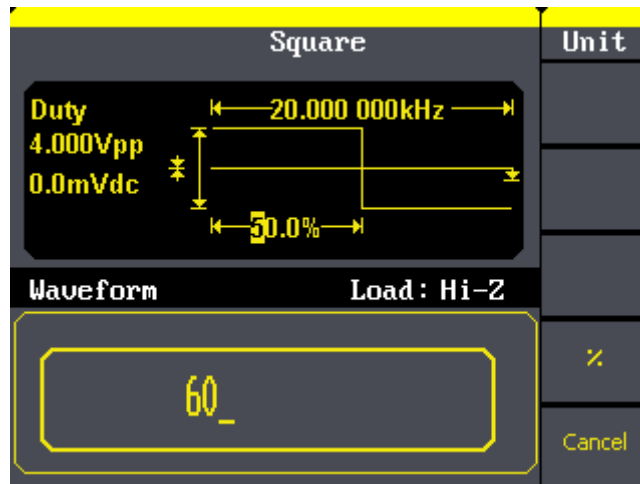 Square
Unit
Duty
20.000 000kHz
4.000Vpp
0.0mVdc
50.0%
Waveform
Load: Hi-Z
60_
%
Cancel